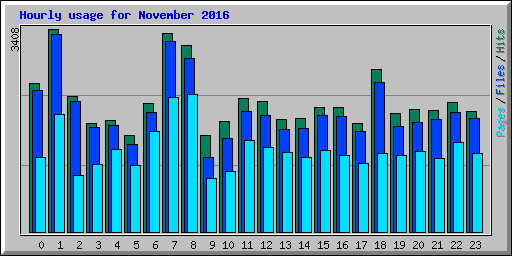 Hourly usage for November 2016
3408
Pages/Files/Hits
0 1 2 3 4 5 6 7 8 9 10 11 12 13 14 15 16 17 18 19 20 21 22 23